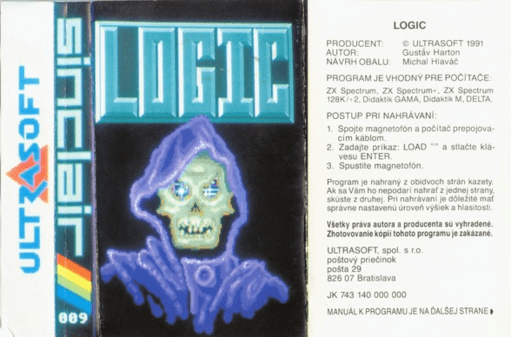 ULTRASOFT
sinclair
009
LOGIC
LOGIC
PRODUCENT: © ULTRASOFT 1991
AUTOR: Gustáv Harton
NÁVRH OBALU: Michal Hlaváč
PROGRAM JE VHODNÝ PRE POČÍTAČE:
ZX Spectrum, ZX Spectrum+, ZX Spectrum
128K/+2, Didaktik GAMA, Didaktik M, DELTA.
POSTUP PRI NAHRÁVANÍ:
1. Spojte magnetofón a počítač prepojova-
cím káblom.
2. Zadajte príkaz: LOAD "" a stlačte klá-
vesu ENTER.
3. Spustite magnetofón.
Program je nahraný z obidvoch strán kazety.
Ak sa Vám ho nepodarí nahrať z jednej strany,
skúste z druhej. Pri nahrávaní je dôležité mať
správne nastavenú úroveň výšiek a hlasitosti.
Všetky práva autora a producenta sú vyhradené.
Zhotovovanie kópií tohoto programu je zakázané.
ULTRASOFT, spol. s r.o.
poštový priečinok
pošta 29
826 07 Bratislava
JK 743 140 000 000
MANUÁL K PROGRAMU JE NA ĎALŠEJ STRANE